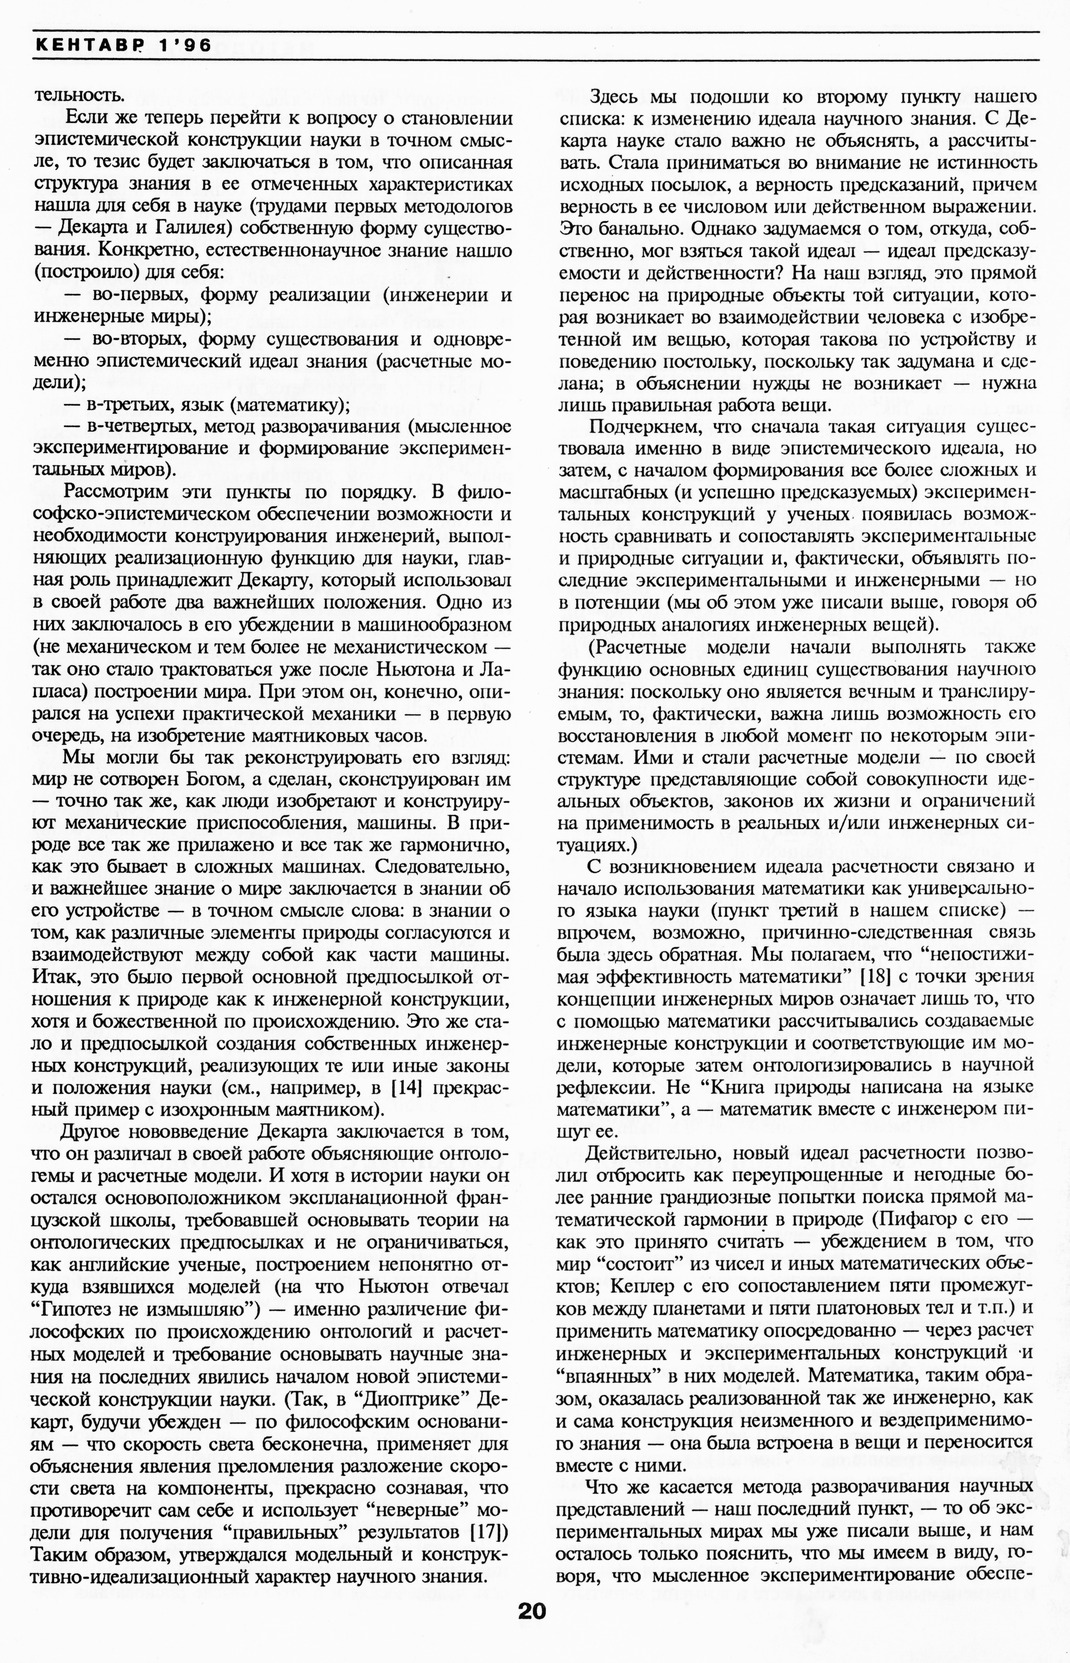 КЕНТАВР 1'96
тельность.
Если же теперь перейти к вопросу о становлении
эпистемической конструкции науки в точном смыс-
ле, то тезис будет заключаться в том, что описанная
структура знания в ее отмеченных характеристиках
нашла для себя в науке (трудами первых методологов
— Декарта и Галилея) собственную форму существо-
вания. Конкретно, естественнонаучное знание нашло
(построило) для себя:
— во-первых, форму реализации (инженерии и
инженерные миры);
— во-вторых, форму существования и одновре-
менно эпистемический идеал знания (расчетные мо-
дели);
— в-третьих, язык (математику);
— в-четвертых, метод разворачивания (мысленное
экспериментирование и формирование эксперимен-
тальных миров).
Рассмотрим эти пункты по порядку. В фило-
софско-эпистемическом обеспечении возможности и
необходимости конструирования инженерий, выпол-
няющих реализационную функцию для науки, глав-
ная роль принадлежит Декарту, который использовал
в своей работе два важнейших положения. Одно из
них заключалось в его убеждении в машинообразном
(не механическом и тем более не механистическом —
так оно стало трактоваться уже после Ньютона и Ла-
пласа) построении мира. При этом он, конечно, опи-
рался на успехи практической механики — в первую
очередь, на изобретение маятниковых часов.
Мы могли бы так реконструировать его взгляд:
мир не сотворен Богом, а сделан, сконструирован им
— точно так же, как люди изобретают и конструиру-
ют механические приспособления, машины. В при-
роде все так же прилажено и все так же гармонично,
как это бывает в сложных машинах. Следовательно,
и важнейшее знание о мире заключается в знании об
его устройстве — в точном смысле слова: в знании о
том, как различные элементы природы согласуются и
взаимодействуют между собой как части машины.
Итак, это было первой основной предпосылкой от-
ношения к природе как к инженерной конструкции,
хотя и божественной по происхождению. Это же ста-
ло и предпосылкой создания собственных инженер-
ных конструкций, реализующих те или иные законы
и положения науки (см., например, в [14] прекрас-
ный пример с изохронным маятником).
Другое нововведение Декарта заключается в том,
что он различал в своей работе объясняющие онтоло-
гемы и расчетные модели. И хотя в истории науки он
остался основоположником экспланационной фран-
цузской школы, требовавшей основывать теории на
онтологических предпосылках и не ограничиваться,
как английские ученые, построением непонятно от-
куда взявшихся моделей (на что Ньютон отвечал
“Гипотез не измышляю”) — именно различение фи-
лософских по происхождению онтологий и расчет-
ных моделей и требование основывать научные зна-
ния на последних явились началом новой эпистеми-
ческой конструкции науки. (Так, в “Диоптрике” Де-
карт, будучи убежден — по философским основани-
ям — что скорость света бесконечна, применяет для
объяснения явления преломления разложение скоро-
сти света на компоненты, прекрасно сознавая, что
противоречит сам себе и использует “неверные” мо-
дели для получения “правильных” результатов [17])
Таким образом, утверждался модельный и конструк-
тивно-идеализационный характер научного знания.
Здесь мы подошли ко второму пункту нашего
списка: к изменению идеала научного знания. С Де-
карта науке стало важно не объяснять, а рассчиты-
вать. Стала приниматься во внимание не истинность
исходных посылок, а верность предсказаний, причем
верность в ее числовом или действенном выражении.
Это банально. Однако задумаемся о том, откуда, соб-
ственно, мог взяться такой идеал — идеал предсказу-
емости и действенности? На наш взгляд, это прямой
перенос на природные объекты той ситуации, кото-
рая возникает во взаимодействии человека с изобре-
тенной им вещью, которая такова по устройству и
поведению постольку, поскольку так задумана и сде-
лана; в объяснении нужды не возникает — нужна
лишь правильная работа вещи.
Подчеркнем, что сначала такая ситуация сущес-
твовала именно в виде эпистемического идеала, но
затем, с началом формирования все более сложных и
масштабных (и успешно предсказуемых) эксперимен-
тальных конструкций у ученых появилась возмож-
ность сравнивать и сопоставлять экспериментальные
и природные ситуации и, фактически, объявлять по-
следние экспериментальными и инженерными — но
в потенции (мы об этом уже писали выше, говоря об
природных аналогиях инженерных вещей).
(Расчетные модели начали выполнять также
функцию основных единиц существования научного
знания: поскольку оно является вечным и транслиру-
емым, то, фактически, важна лишь возможность его
восстановления в любой момент по некоторым эпи-
стемам. Ими и стали расчетные модели — по своей
структуре представляющие собой совокупности иде-
альных объектов, законов их жизни и ограничений
на применимость в реальных и/или инженерных си-
туациях.)
С возникновением идеала расчетности связано и
начало использования математики как универсально-
го языка науки (пункт третий в нашем списке) —
впрочем, возможно, причинно-следственная связь
была здесь обратная. Мы полагаем, что “непостижи-
мая эффективность математики” [18] с точки зрения
концепции инженерных миров означает лишь то, что
с помощью математики рассчитывались создаваемые
инженерные конструкции и соответствующие им мо-
дели, которые затем онтологизировались в научной
рефлексии. Не “Книга природы написана на языке
математики”, а — математик вместе с инженером пи-
шут ее.
Действительно, новый идеал расчетности позво-
лил отбросить как переупрощенные и негодные бо-
лее ранние грандиозные попытки поиска прямой ма-
тематической гармонии в природе (Пифагор с его —
как это принято считать — убеждением в том, что
мир “состоит” из чисел и иных математических объе-
ктов; Кеплер с его сопоставлением пяти промежут-
ков между планетами и пяти платоновых тел и т.п.) и
применить математику опосредованно — через расчет
инженерных и экспериментальных конструкций и
“впаянных” в них моделей. Математика, таким обра-
зом, оказалась реализованной так же инженерно, как
и сама конструкция неизменного и вездеприменимо-
го знания — она была встроена в вещи и переносится
вместе с ними.
Что же касается метода разворачивания научных
представлений — наш последний пункт, — то об экс-
периментальных мирах мы уже писали выше, и нам
осталось только пояснить, что мы имеем в виду, го-
воря, что мысленное экспериментирование обеспе-
20